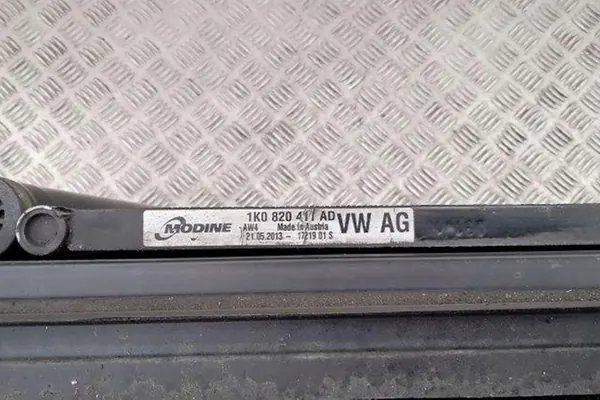 MODINE
1K0 820 411 AD
AW4 Made In Austria
21.05.2013 - 17219 01 S
VW AG